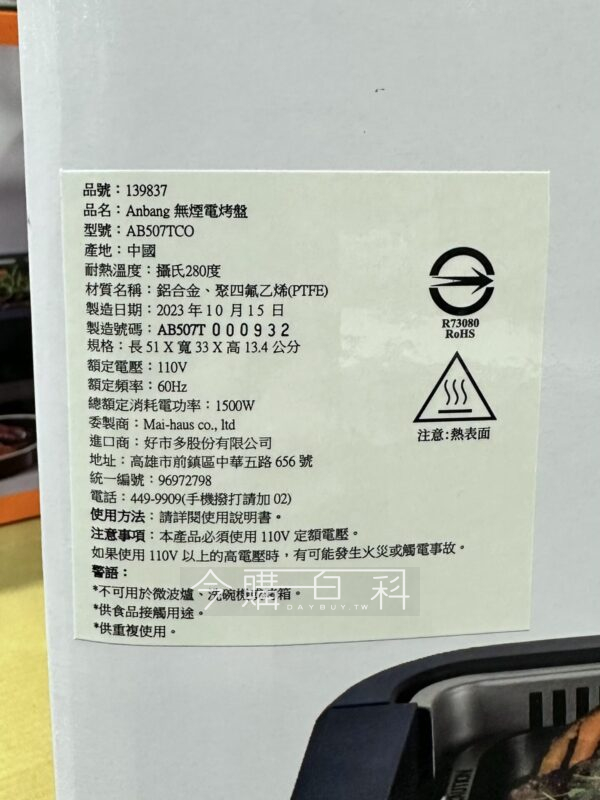 品號：139837
品名：Anbang 無煙電烤盤
型號：AB507TCO
產地：中國
耐熱溫度：攝氏280度
材質名稱：鋁合金、聚四氟乙烯(PTFE)
製造日期：2023 年 10 月 15 日
製造號碼：AB507T 000932
規格：長 51 X 寬 33 X 高 13.4 公分
額定電壓：110V
額定頻率：60Hz
總額定消耗電功率：1500W
委製商：Mai-haus co., ltd
進口商：好市多股份有限公司
地址：高雄市前鎮區中華五路 656 號
統一編號：96972798
電話：449-9909(手機撥打請加 02)
使用方法：請詳閱使用說明書。
注意事項：本產品必須使用 110V 定額電壓。
如果使用 110V 以上的高電壓時，有可能發生火災或觸電事故。
警語：
*不可用於微波爐、洗碗機或烤箱。
*供食品接觸用途。
*供重複使用。
R73080
RoHS
注意:熱表面
今購百科
DAYBUY.TW
CAUTION